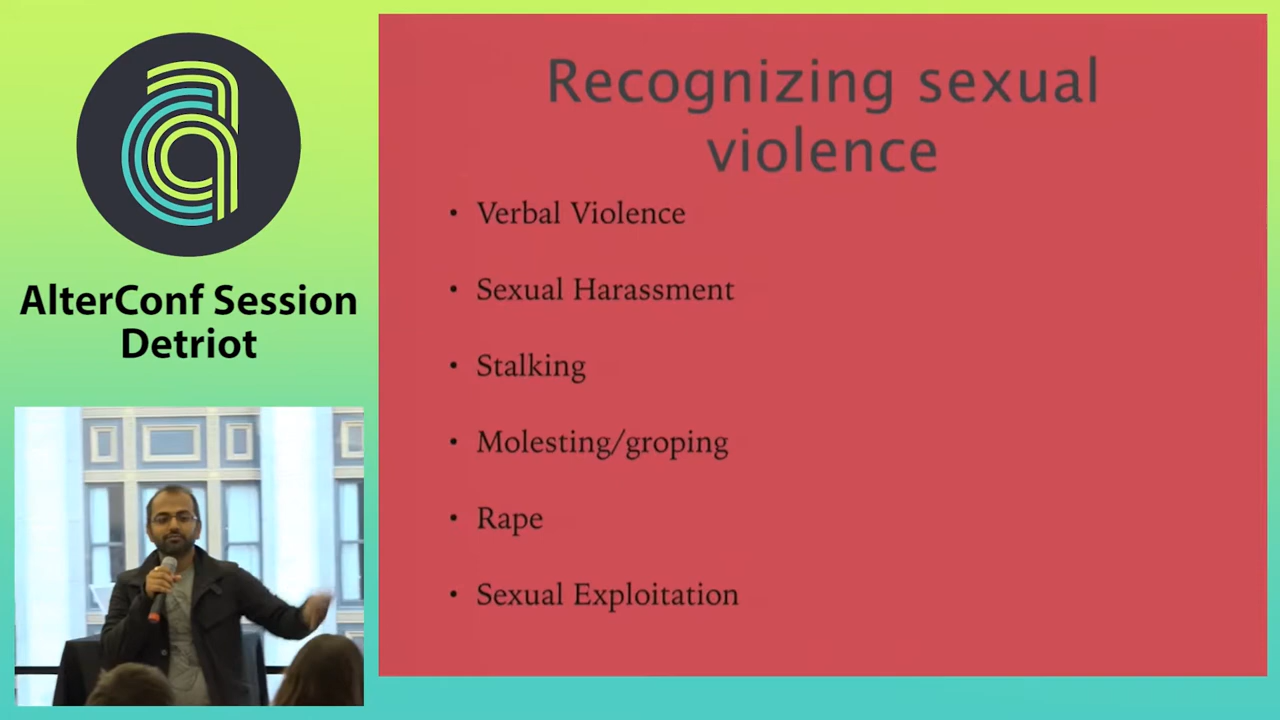 AlterConf Session
Detriot
Recognizing sexual
violence
• Verbal Violence
• Sexual Harassment
• Stalking
• Molesting/groping
• Rape
• Sexual Exploitation